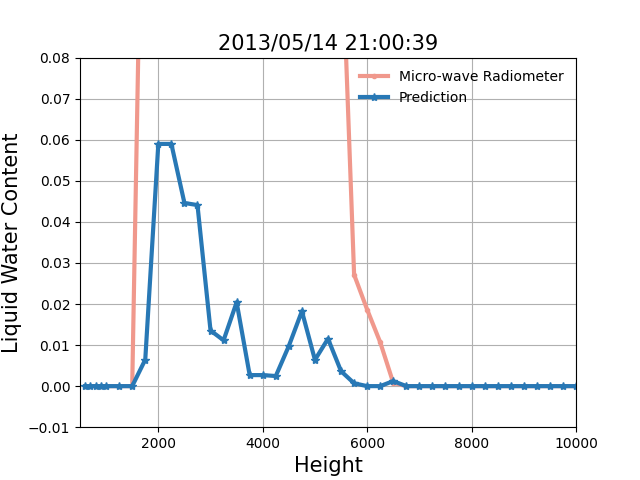 2013/05/14 21:00:39
Micro-wave Radiometer
Prediction
Liquid Water Content
0.08
0.07
0.06
0.05
0.04
0.03
0.02
0.01
0.00
−0.01
2000 4000 6000 8000 10000
Height